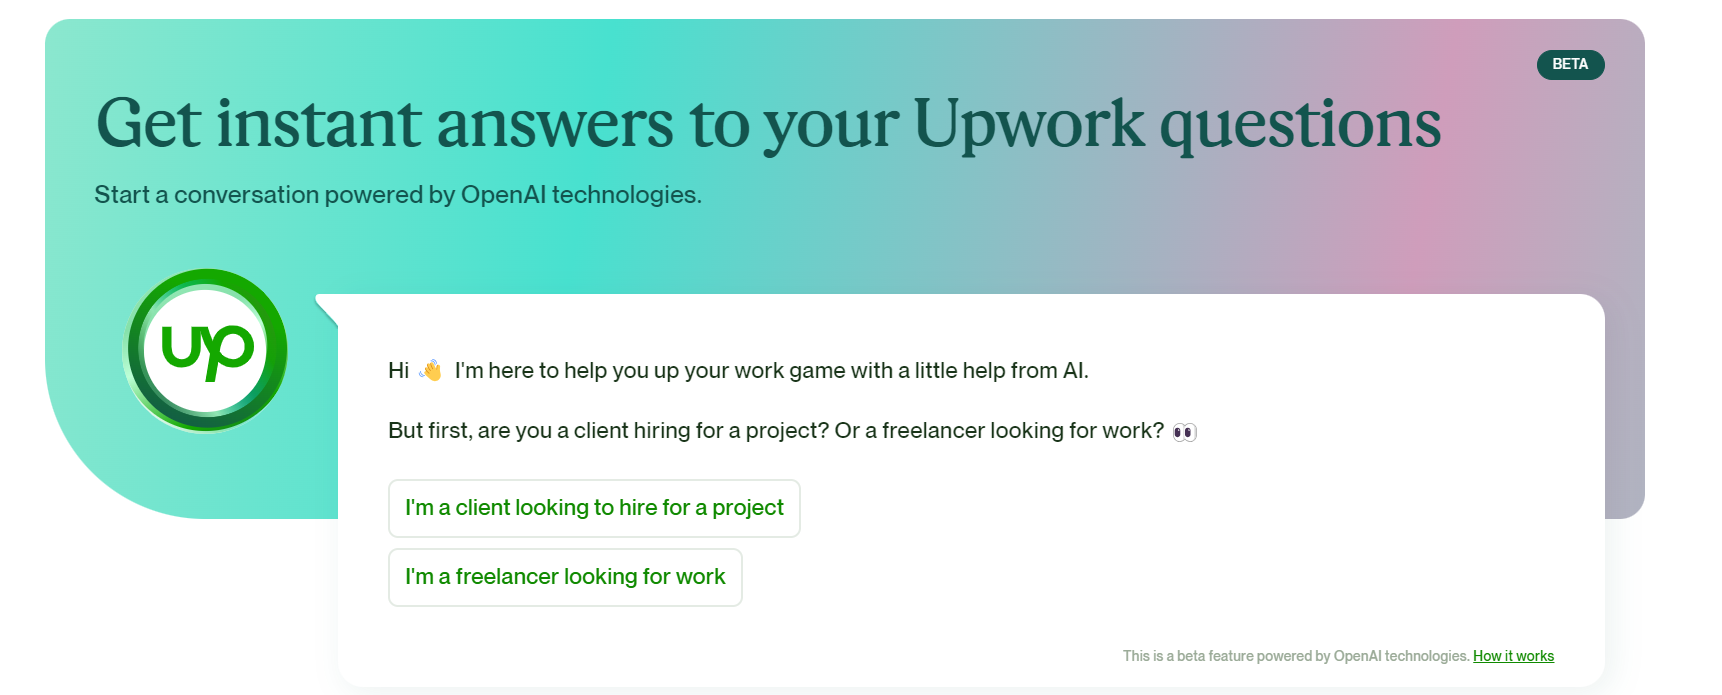 BETA
Get instant answers to your Upwork questions
Start a conversation powered by OpenAI technologies.
up
Hi 👋 I'm here to help you up your work game with a little help from AI.
But first, are you a client hiring for a project? Or a freelancer looking for work? 👀
I'm a client looking to hire for a project
I'm a freelancer looking for work
This is a beta feature powered by OpenAI technologies. How it works